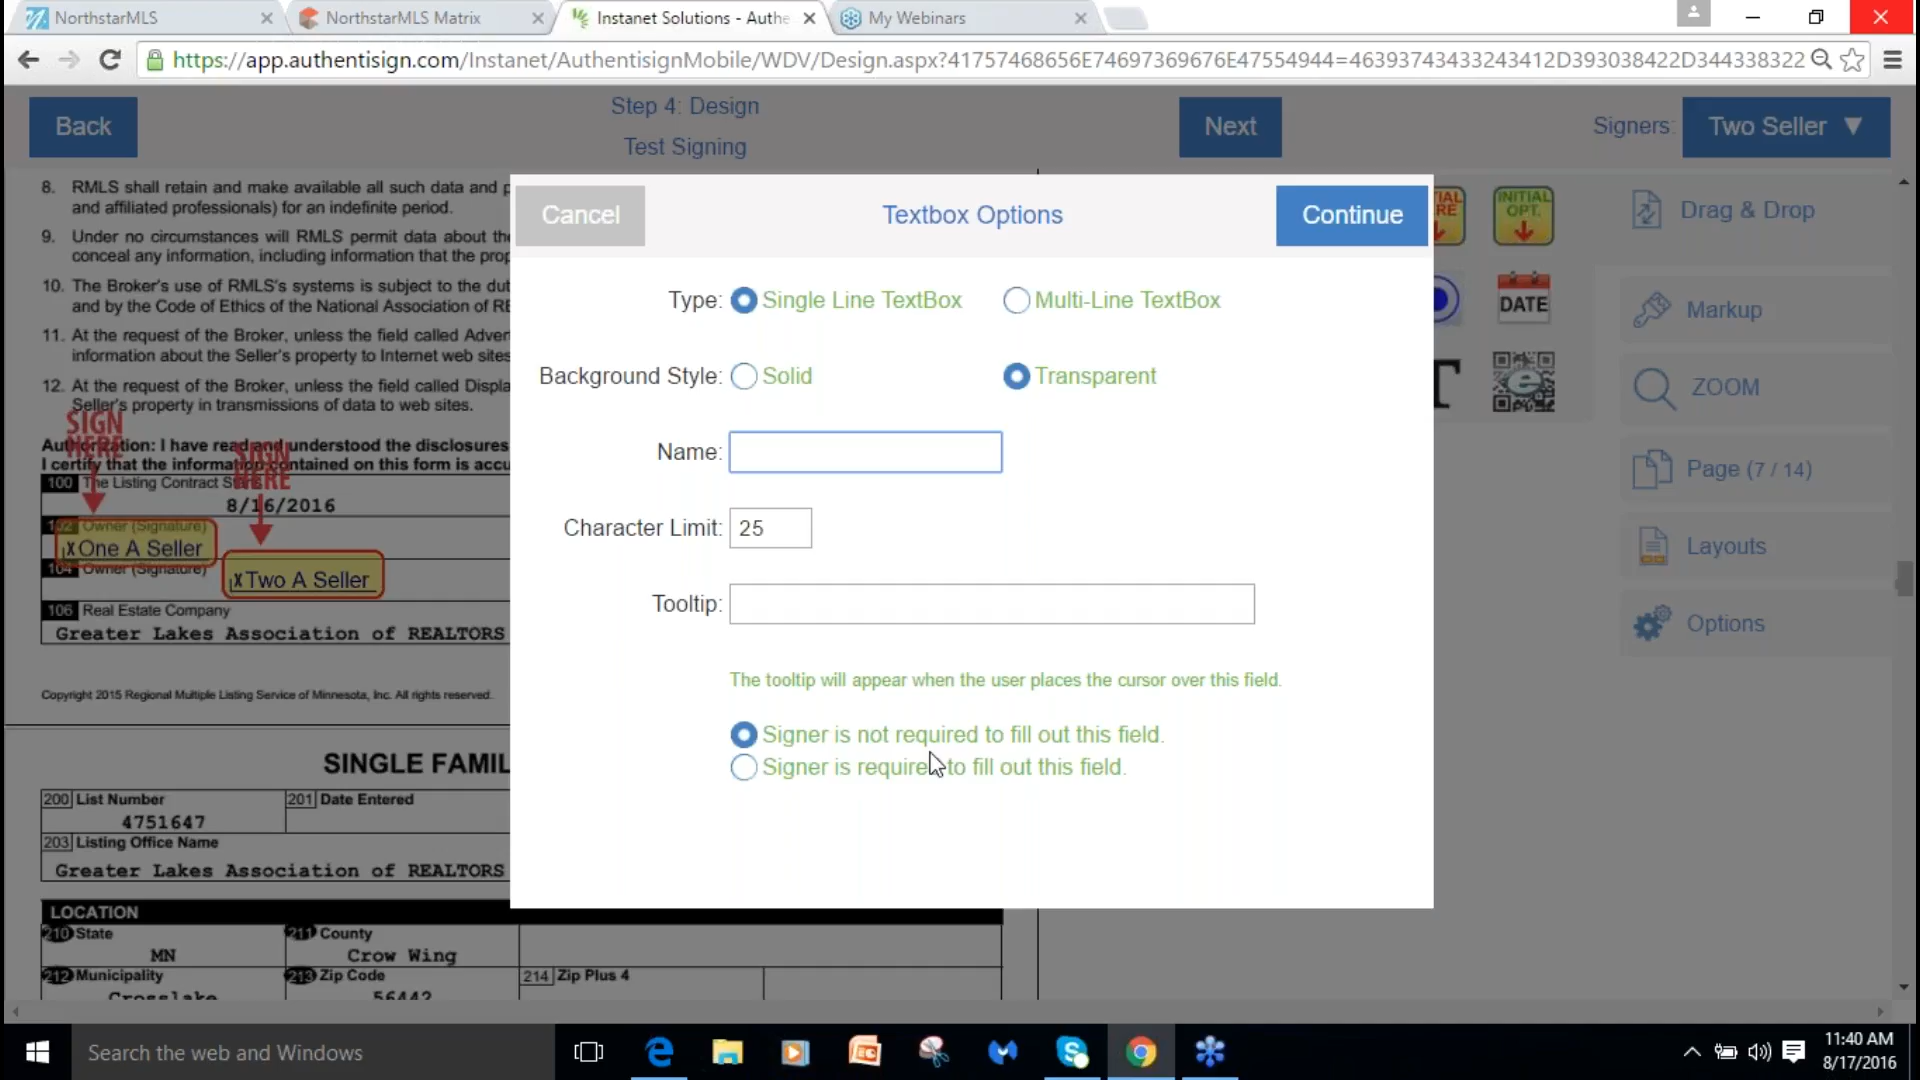 NorthstarMLS
NorthstarMLS Matrix
Instanet Solutions - Authe
My Webinars
https://app.authentisign.com/Instanet/AuthentisignMobile/WDV/Design.aspx?41757468656E74697369676E47554944=46393743433243412D393038422D344338322
Back
Step 4: Design
Test Signing
Next
Signers:
Two Seller ▼
8. RMLS shall retain and make available all such data and p
and affiliated professionals) for an indefinite period.
9. Under no circumstances will RMLS permit data about the
conceal any information, including information that the prop
10. The Broker's use of RMLS's systems is subject to the dut
and by the Code of Ethics of the National Association of RE
11. At the request of the Broker, unless the field called Adver
information about the Seller's property to Internet web sites
12. At the request of the Broker, unless the field called Displa
Seller's property in transmissions of data to web sites.
SIGN
HERE
Authorization: I have read and understood the disclosures
I certify that the information contained on this form is accu
SIGN
HERE
100 The Listing Contract Starts
8/16/2016
102 Owner (Signature)
X One A Seller
104 Owner (Signature)
X Two A Seller
106 Real Estate Company
Greater Lakes Association of REALTORS
Copyright 2015 Regional Multiple Listing Service of Minnesota, Inc. All rights reserved.
SINGLE FAMIL
200 List Number
201 Date Entered
4751647
203 Listing Office Name
Greater Lakes Association of REALTORS
LOCATION
210 State
211 County
MN
Crow Wing
212 Municipality
213 Zip Code
214 Zip Plus 4
Crosslake
56442
Cancel
Textbox Options
Continue
Type:
Single Line TextBox
Multi-Line TextBox
Background Style:
Solid
Transparent
Name:
Character Limit:
25
Tooltip:
The tooltip will appear when the user places the cursor over this field.
Signer is not required to fill out this field.
Signer is required to fill out this field.
IAL
RE
INITIAL
OPT.
DATE
T
Drag & Drop
Markup
ZOOM
Page (7 / 14)
Layouts
Options
Search the web and Windows
11:40 AM
8/17/2016